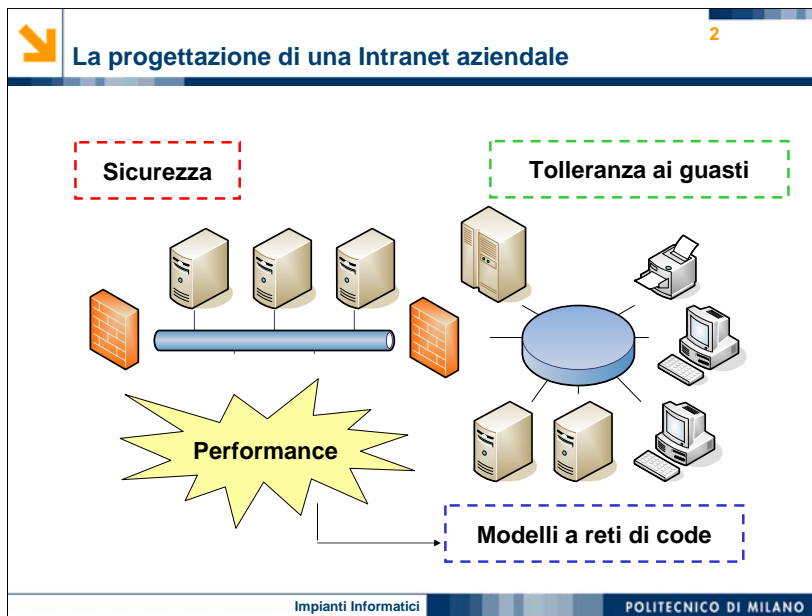 2
La progettazione di una Intranet aziendale
Sicurezza
Tolleranza ai guasti
Performance
Modelli a reti di code
Impianti Informatici
POLITECNICO DI MILANO